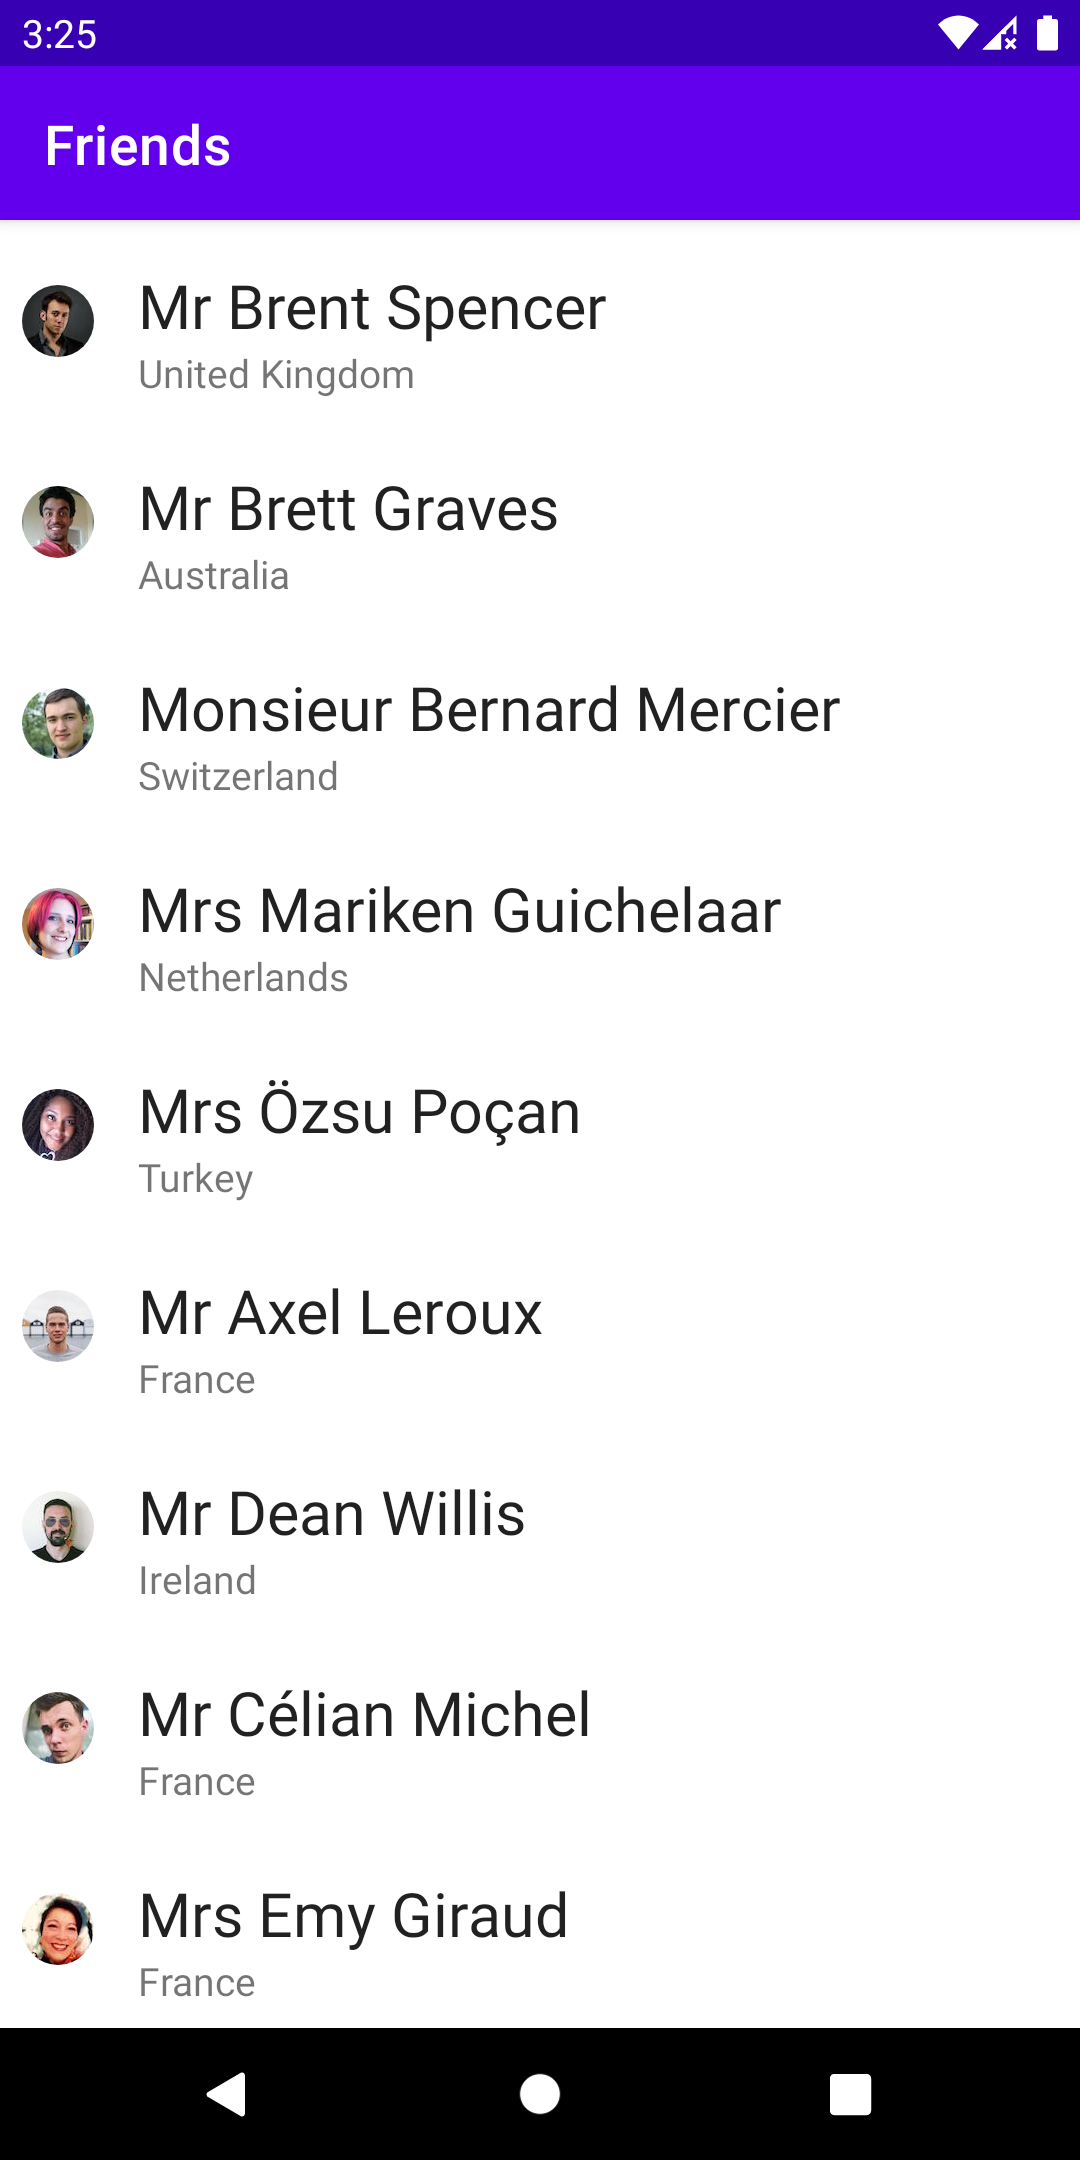 3:25
Friends
Mr Brent Spencer
United Kingdom
Mr Brett Graves
Australia
Monsieur Bernard Mercier
Switzerland
Mrs Mariken Guichelaar
Netherlands
Mrs Özsu Poçan
Turkey
Mr Axel Leroux
France
Mr Dean Willis
Ireland
Mr Célian Michel
France
Mrs Emy Giraud
France